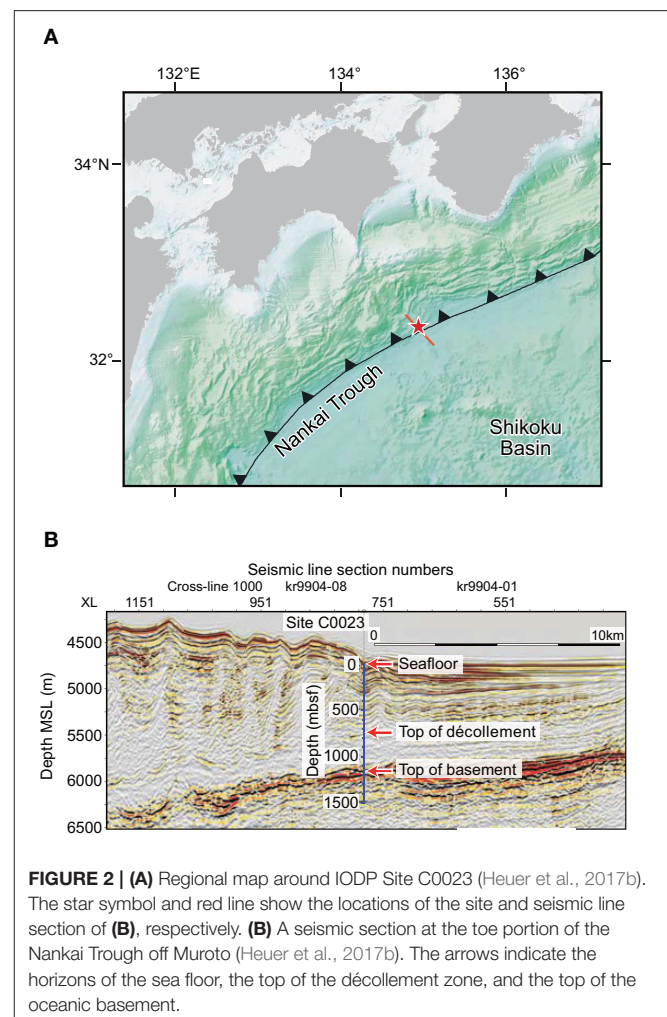 A
132°E 134° 136°
34°N
32°
Nankai Trough
Shikoku
Basin
B
Seismic line section numbers
Cross-line 1000 kr9904-08 kr9904-01
XL 1151 951 751 551
Site C0023
0 10km
4500
5000
5500
6000
6500
Depth MSL (m)
Depth (mbsf)
0
500
1000
1500
Seafloor
Top of décollement
Top of basement
FIGURE 2 | (A) Regional map around IODP Site C0023 (Heuer et al., 2017b).
The star symbol and red line show the locations of the site and seismic line
section of (B), respectively. (B) A seismic section at the toe portion of the
Nankai Trough off Muroto (Heuer et al., 2017b). The arrows indicate the
horizons of the sea floor, the top of the décollement zone, and the top of the
oceanic basement.